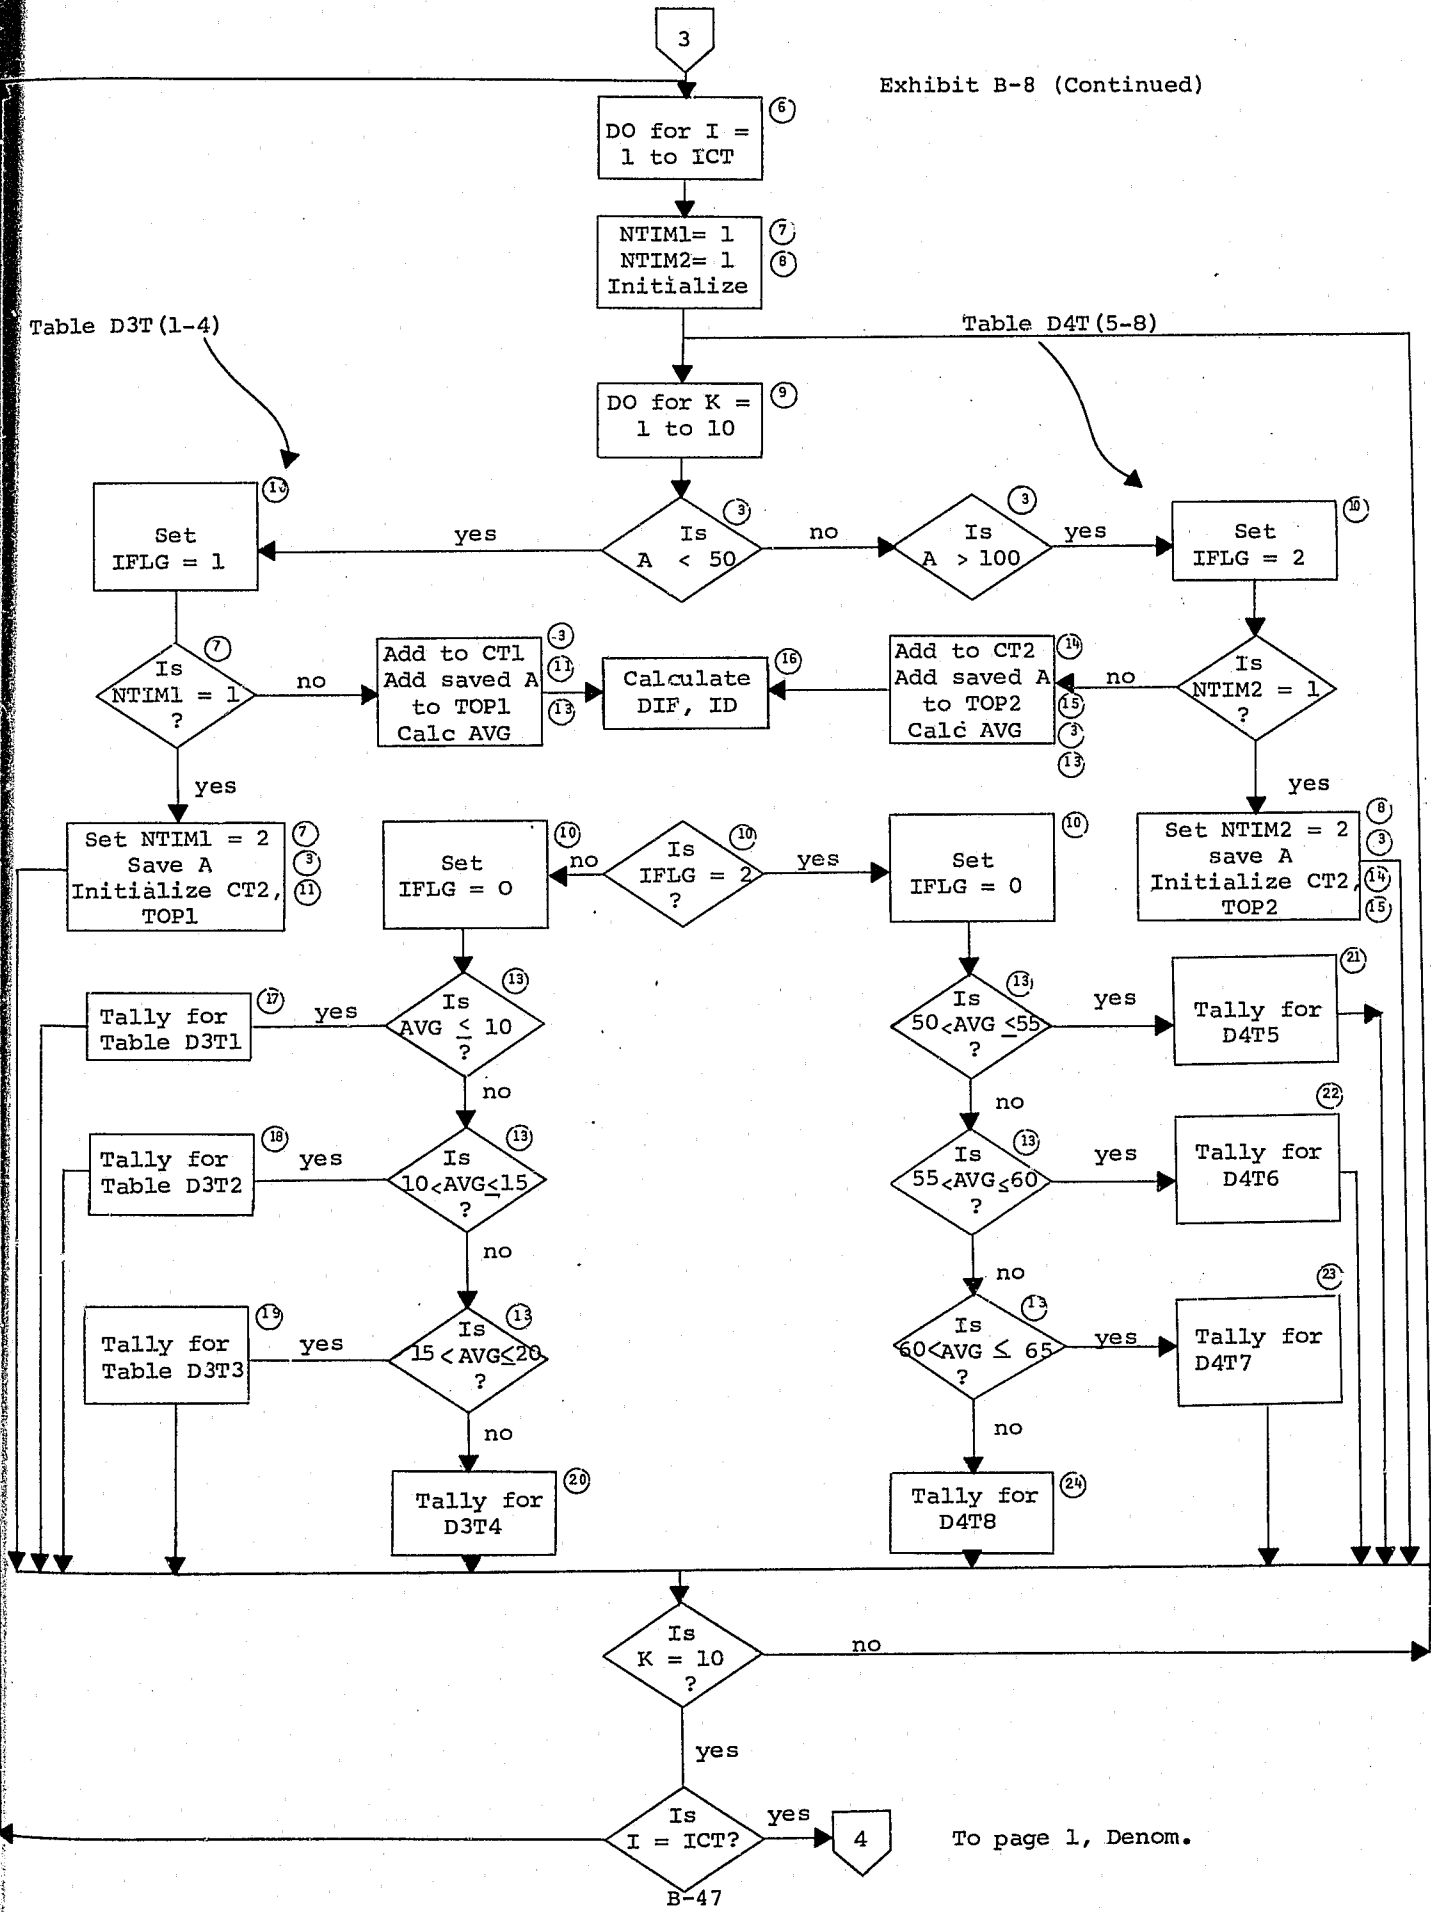 3
Exhibit B-8 (Continued)
6
DO for I =
1 to ICT
NTIM1= 1
NTIM2= 1
Initialize
7
8
Table D3T(1-4)
Table D4T(5-8)
DO for K =
1 to 10
9
Set
IFLG = 1
10
yes
Is
A < 50
3
no
Is
A > 100
3
yes
Set
IFLG = 2
10
Is
NTIM1 = 1
?
7
no
Add to CT1
Add saved A
to TOP1
Calc AVG
3
11
13
Calculate
DIF, ID
16
Add to CT2
Add saved A
to TOP2
Calc AVG
14
15
3
13
no
Is
NTIM2 = 1
?
yes
yes
Set NTIM1 = 2
Save A
Initialize CT2,
TOP1
7
3
11
Set
IFLG = O
10
no
Is
IFLG = 2
?
10
yes
Set
IFLG = 0
10
Set NTIM2 = 2
save A
Initialize CT2,
TOP2
8
3
14
15
Tally for
Table D3T1
17
yes
Is
AVG ≤ 10
?
13
no
Is
50<AVG ≤55
?
13
yes
Tally for
D4T5
21
no
Tally for
Table D3T2
18
yes
Is
10<AVG≤15
?
13
no
Is
55<AVG≤60
?
13
yes
Tally for
D4T6
22
no
Tally for
Table D3T3
19
yes
Is
15<AVG≤20
?
13
no
Is
60<AVG ≤ 65
?
13
yes
Tally for
D4T7
23
no
Tally for
D3T4
20
Tally for
D4T8
24
Is
K = 10
?
no
yes
Is
I = ICT?
yes
4
To page 1, Denom.
B-47